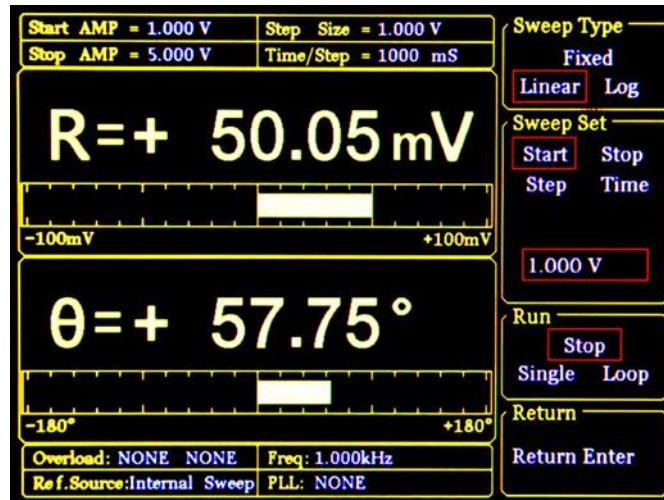 Start AMP = 1.000 V
Step Size = 1.000 V
Stop AMP = 5.000 V
Time/Step = 1000 mS
R=+ 50.05 mV
-100mV
+100mV
θ=+ 57.75°
-180°
+180°
Overload: NONE NONE
Freq: 1.000kHz
Ref.Source:Internal Sweep
PLL: NONE
Sweep Type
Fixed
Linear Log
Sweep Set
Start Stop
Step Time
1.000 V
Run
Stop
Single Loop
Return
Return Enter